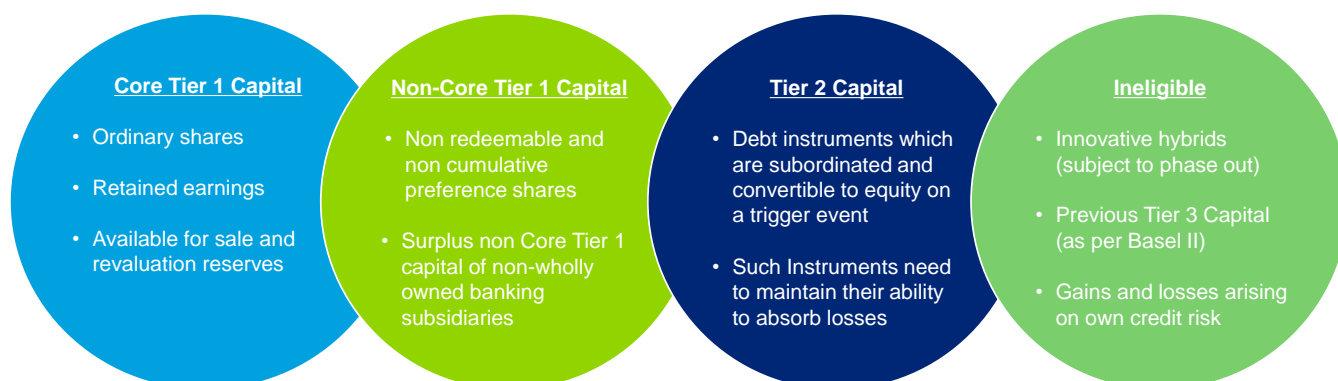 Core Tier 1 Capital
• Ordinary shares
• Retained earnings
• Available for sale and
revaluation reserves
Non-Core Tier 1 Capital
• Non redeemable and
non cumulative
preference shares
• Surplus non Core Tier 1
capital of non-wholly
owned banking
subsidiaries
Tier 2 Capital
• Debt instruments which
are subordinated and
convertible to equity on
a trigger event
• Such Instruments need
to maintain their ability
to absorb losses
Ineligible
• Innovative hybrids
(subject to phase out)
• Previous Tier 3 Capital
(as per Basel II)
• Gains and losses arising
on own credit risk